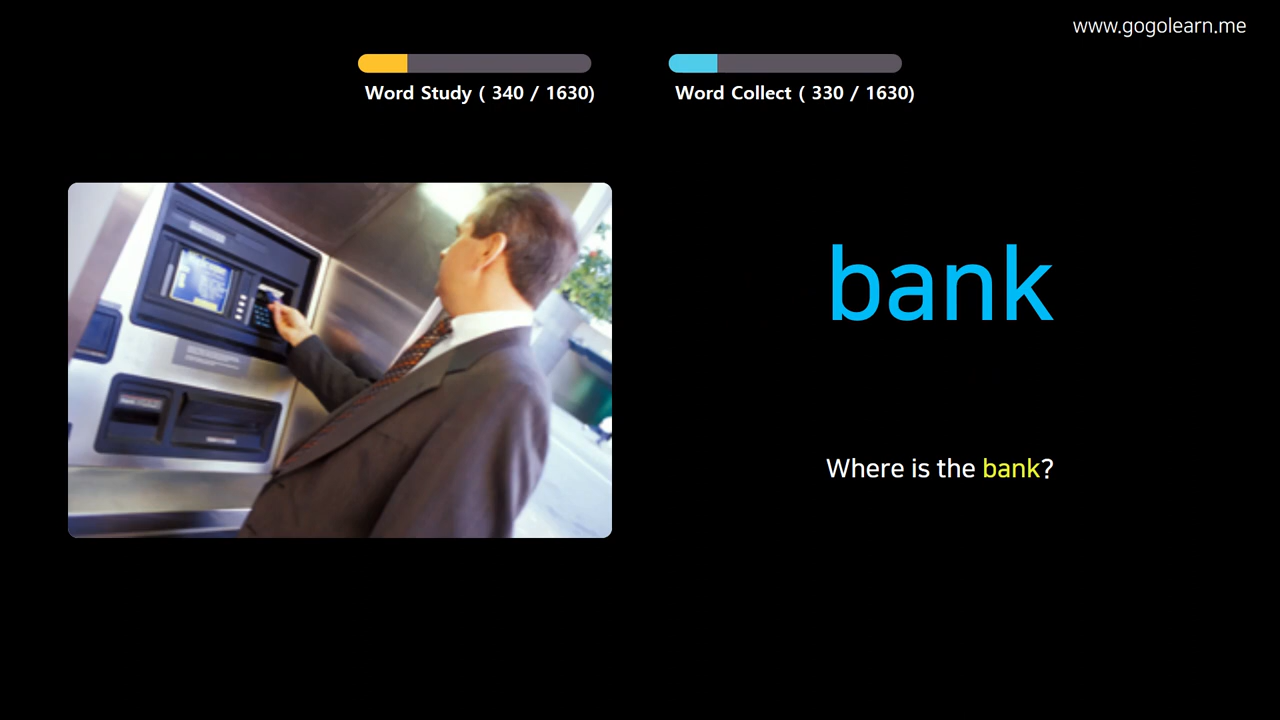 www.gogolearn.me
Word Study ( 340 / 1630)
Word Collect ( 330 / 1630)
bank
Where is the bank?